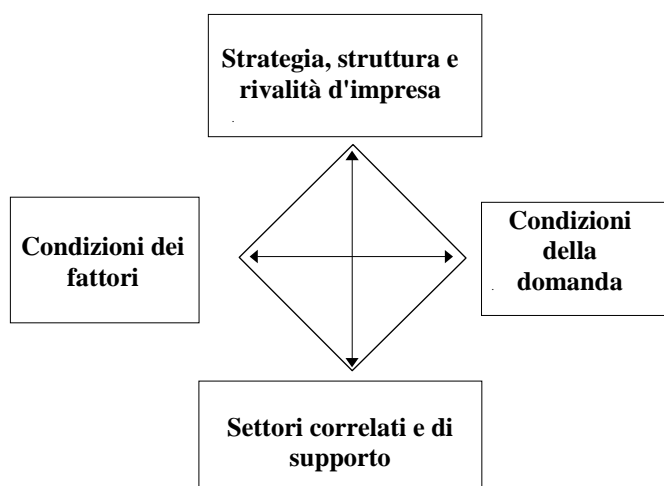 Strategia, struttura e
rivalità d'impresa
Condizioni dei
fattori
Condizioni
della
domanda
Settori correlati e di
supporto